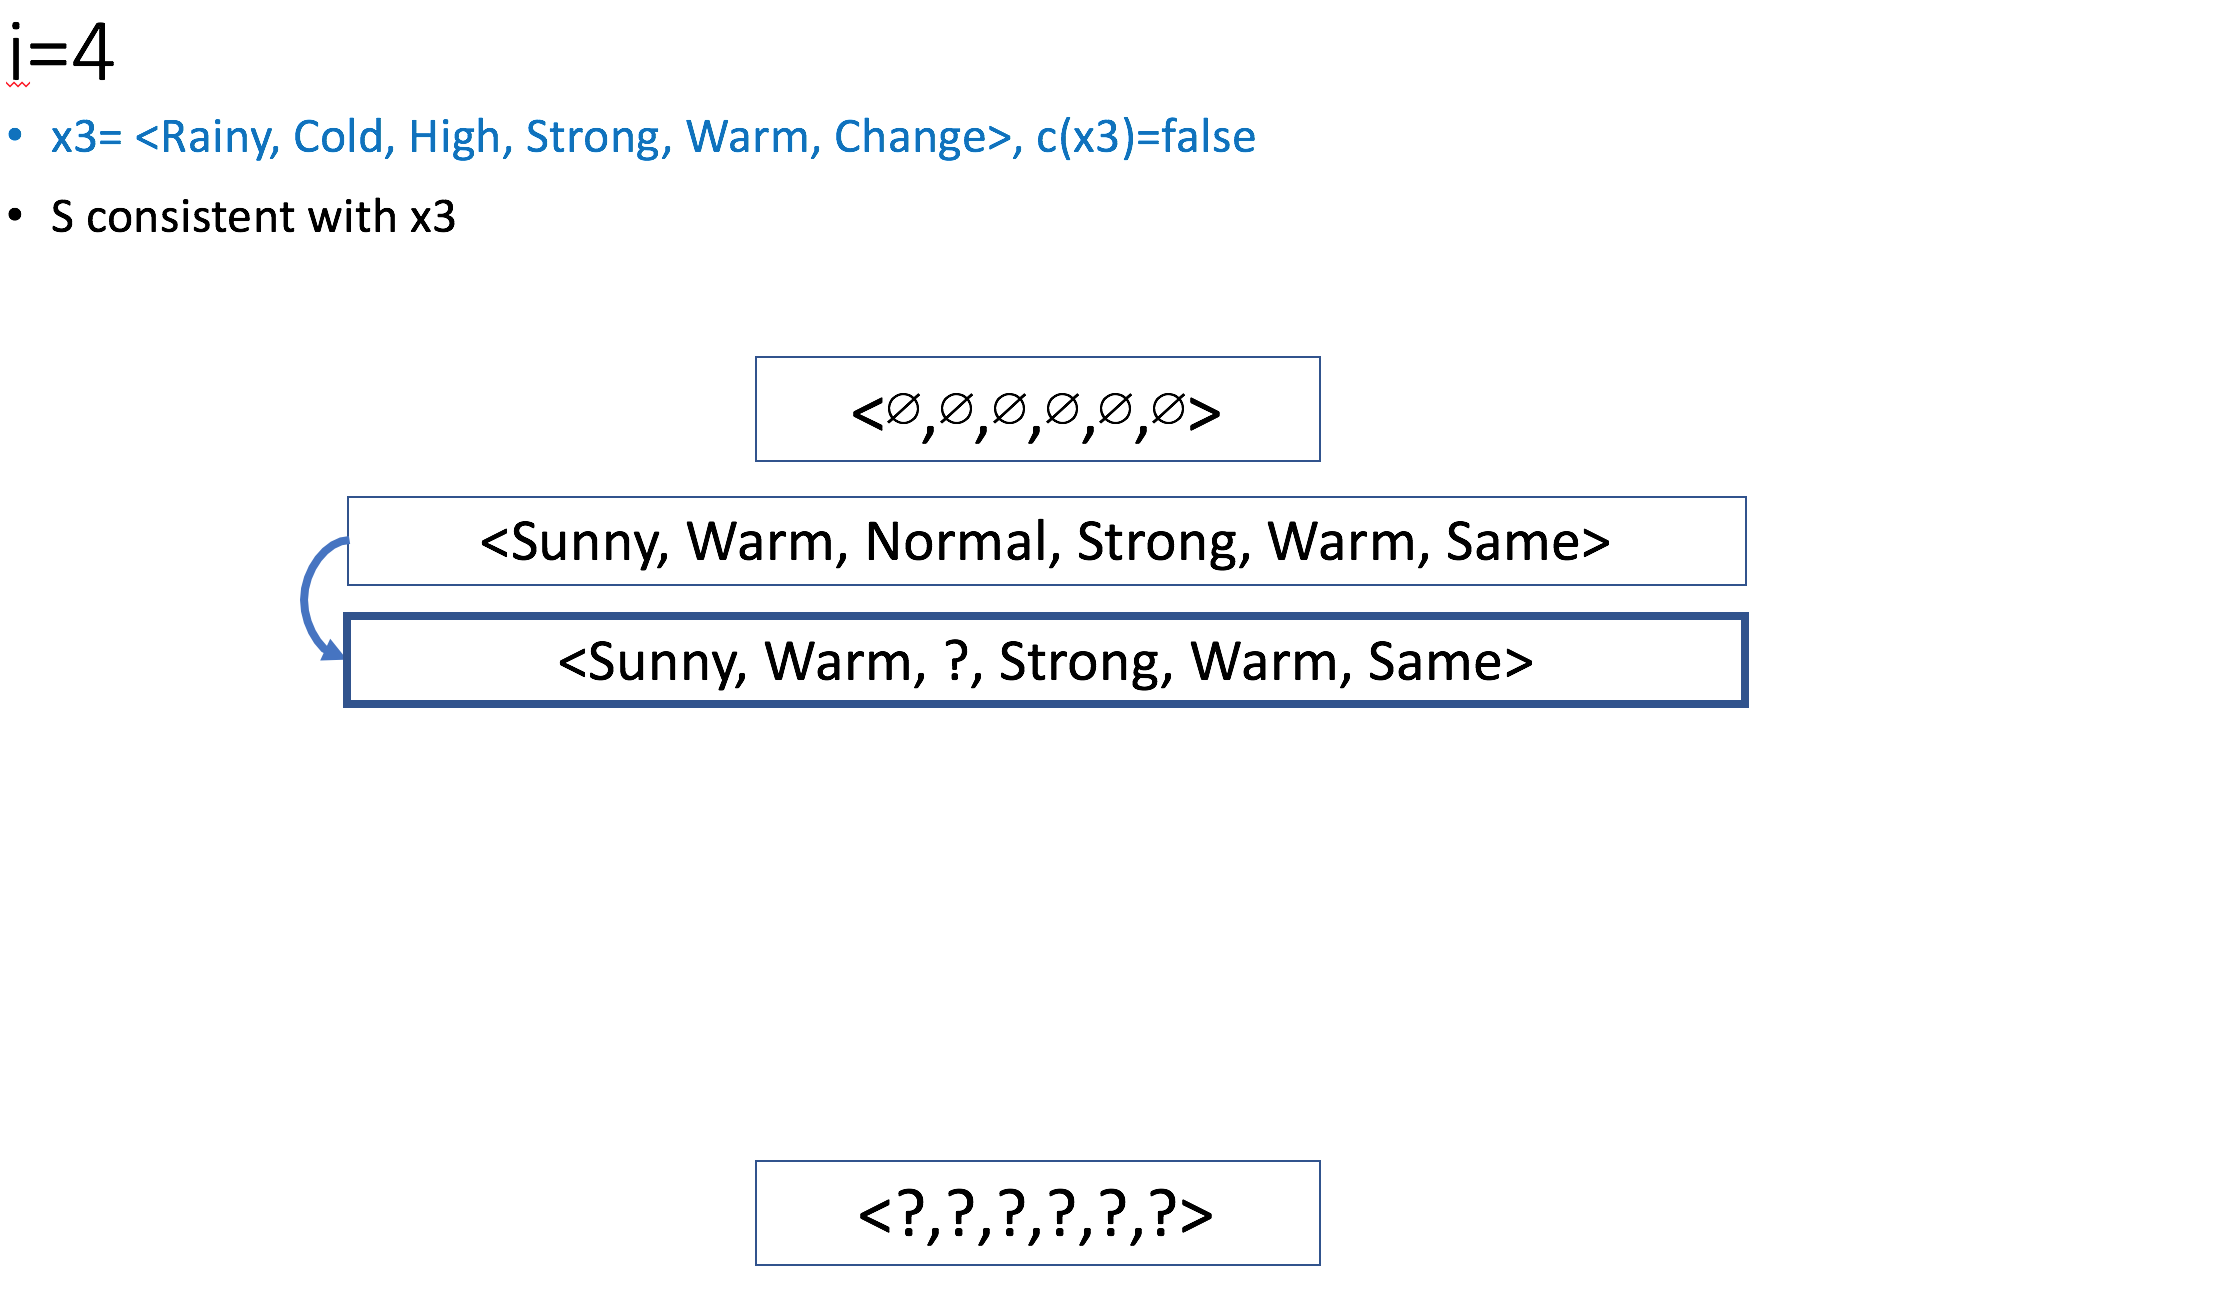 i=4
• x3= <Rainy, Cold, High, Strong, Warm, Change>, c(x3)=false
• S consistent with x3
<∅,∅,∅,∅,∅,∅>
<Sunny, Warm, Normal, Strong, Warm, Same>
<Sunny, Warm, ?, Strong, Warm, Same>
<?,?,?,?,?,?>